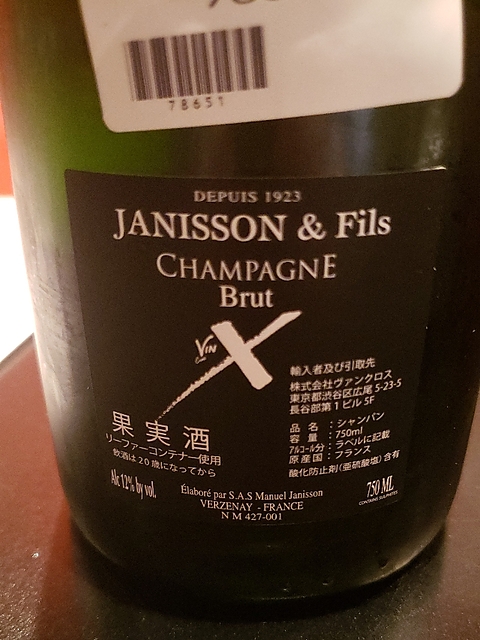 78651
DEPUIS 1923
JANISSON & Fils
CHAMPAGNE
Brut
VIN
X
輸入者及び引取先
株式会社ヴァンクロス
東京都渋谷区広尾 5-23-5
長谷部第1ビル 5F
品名：シャンパン
容量：750ml
アルコール分：ラベルに記載
原産国：フランス
酸化防止剤(亜硫酸塩)含有
果実酒
リーファーコンテナー使用
飲酒は20歳になってから
Alc 12% by vol.
Élaboré par S.A.S Manuel Janisson
VERZENAY - FRANCE
N M 427-001
750 ML
CONTAINS SULPHITES